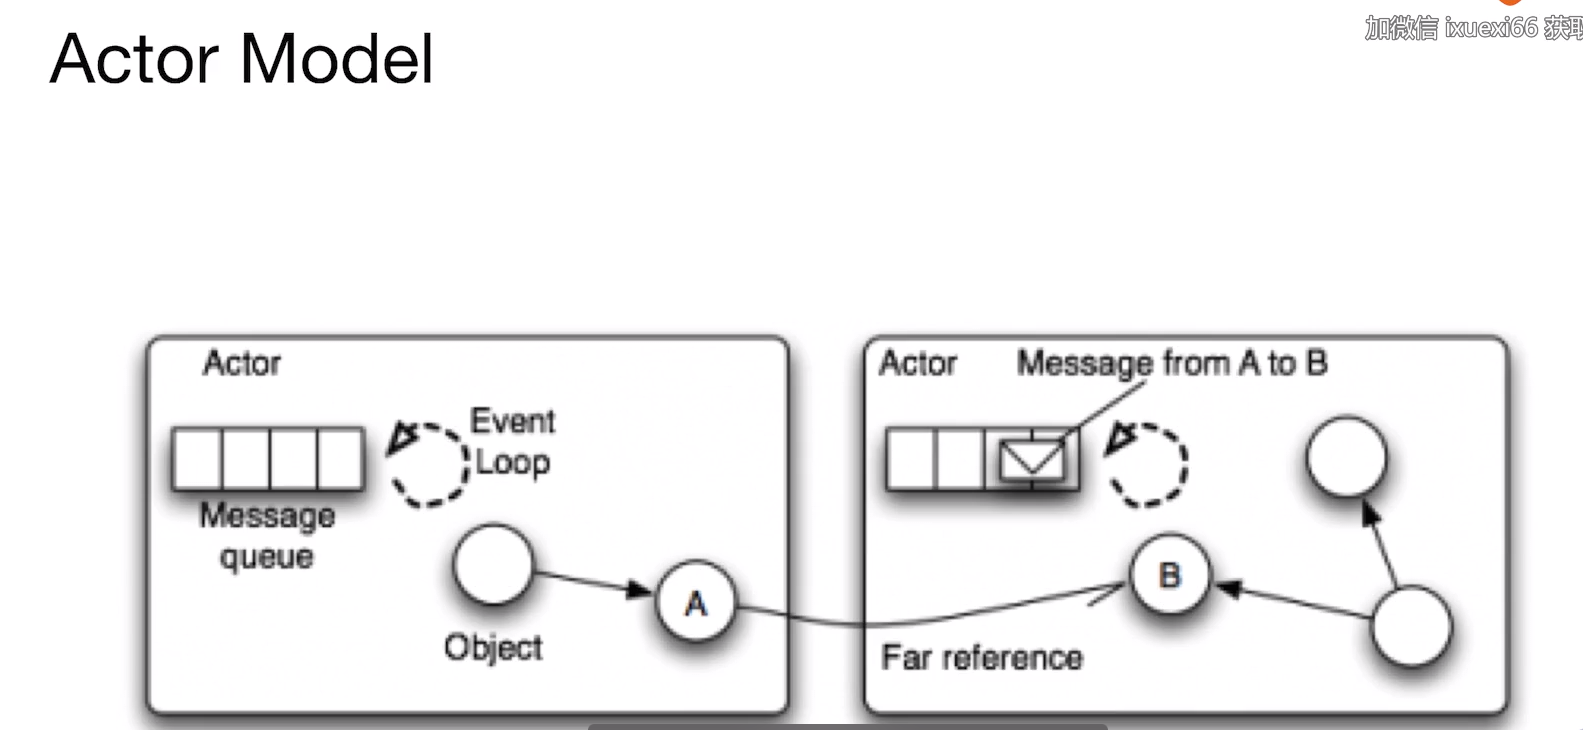 加微信 ixuexi66 获取
Actor Model
Actor
Event
Loop
Message
queue
A
Object
Actor Message from A to B
B
Far reference